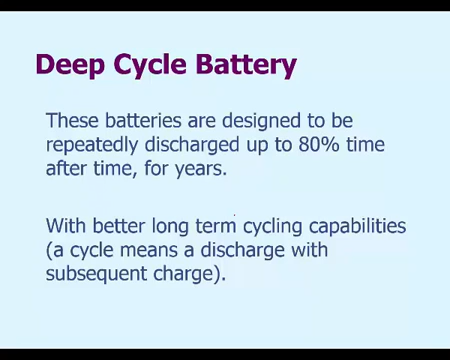 Deep Cycle Battery
These batteries are designed to be
repeatedly discharged up to 80% time
after time, for years.
With better long term cycling capabilities
(a cycle means a discharge with
subsequent charge).